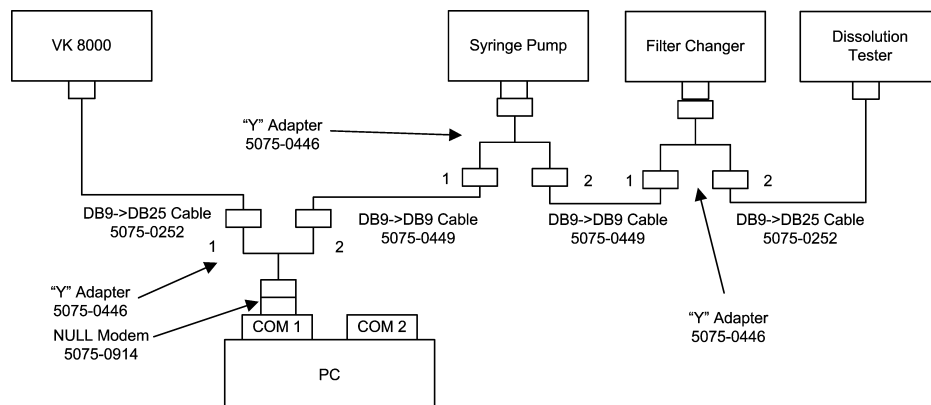 VK 8000
Syringe Pump
Filter Changer
Dissolution
Tester
“Y” Adapter
5075-0446
1
2
1
2
DB9->DB25 Cable
5075-0252
DB9->DB9 Cable
5075-0449
DB9->DB9 Cable
5075-0449
DB9->DB25 Cable
5075-0252
1
2
“Y” Adapter
5075-0446
“Y” Adapter
5075-0446
NULL Modem
5075-0914
COM 1
COM 2
PC